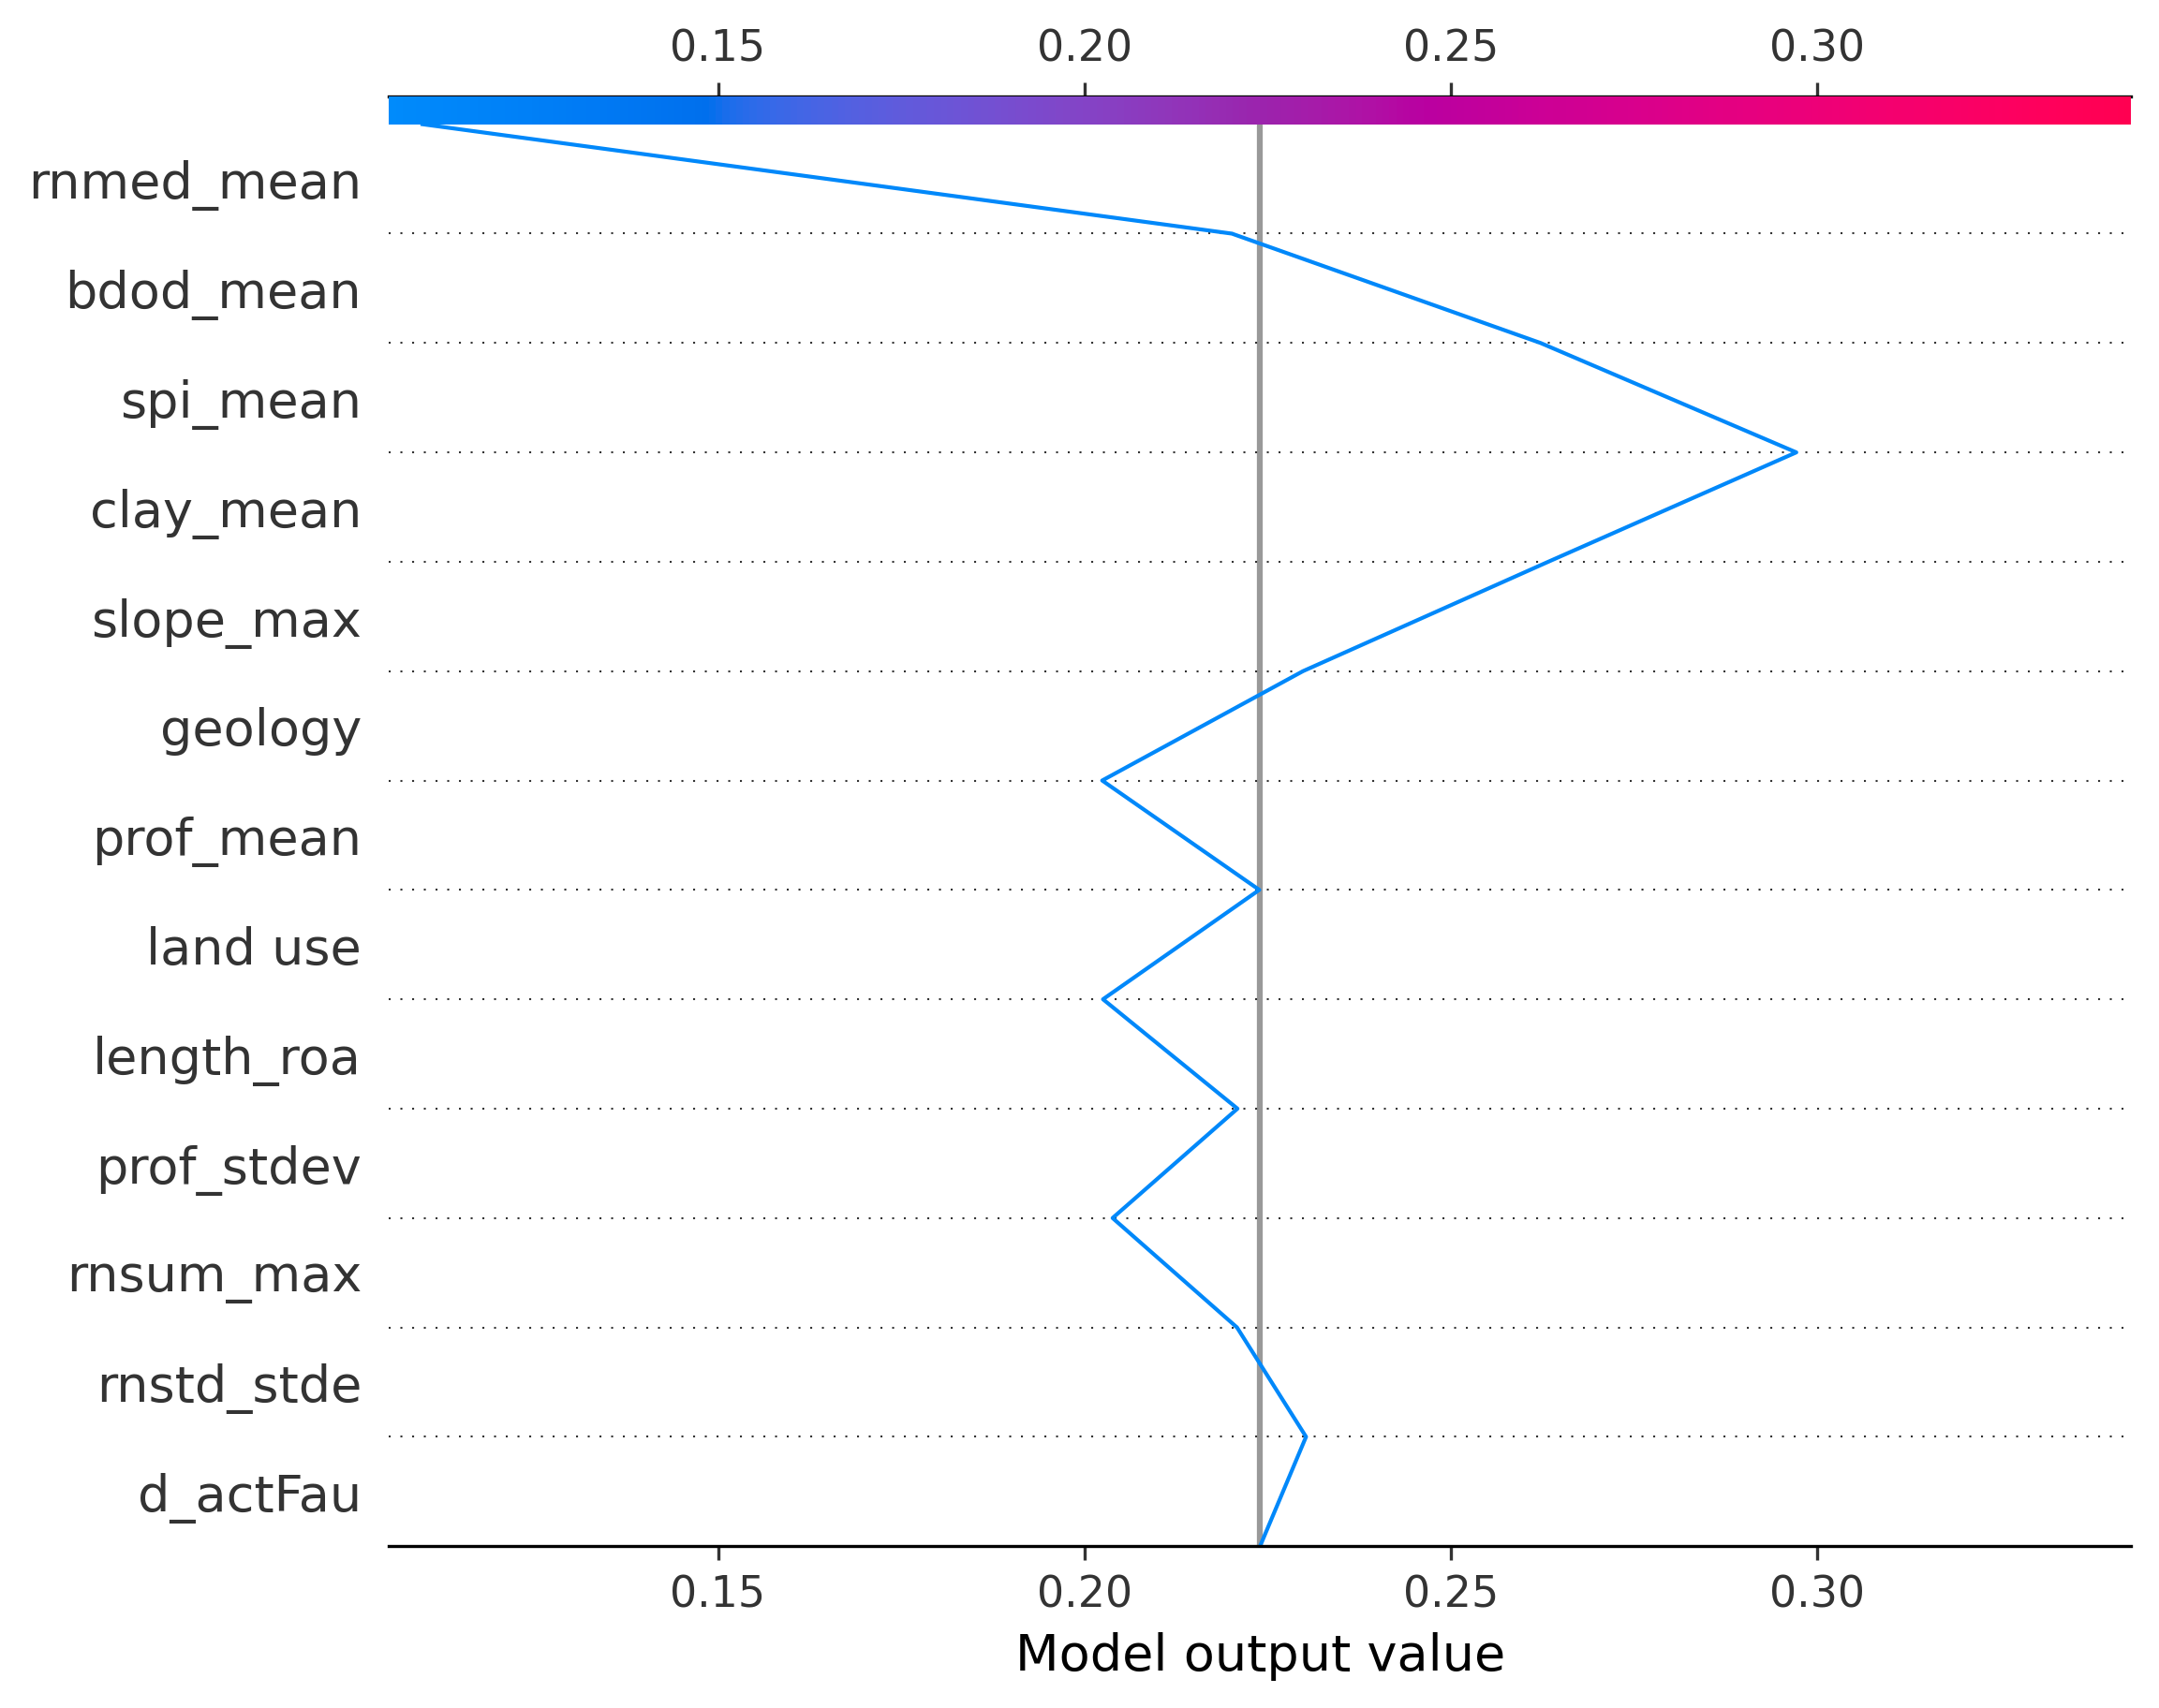 0.15 0.20 0.25 0.30
rnmed_mean
bdod_mean
spi_mean
clay_mean
slope_max
geology
prof_mean
land use
length_roa
prof_stdev
rnsum_max
rnstd_stde
d_actFau
0.15 0.20 0.25 0.30
Model output value